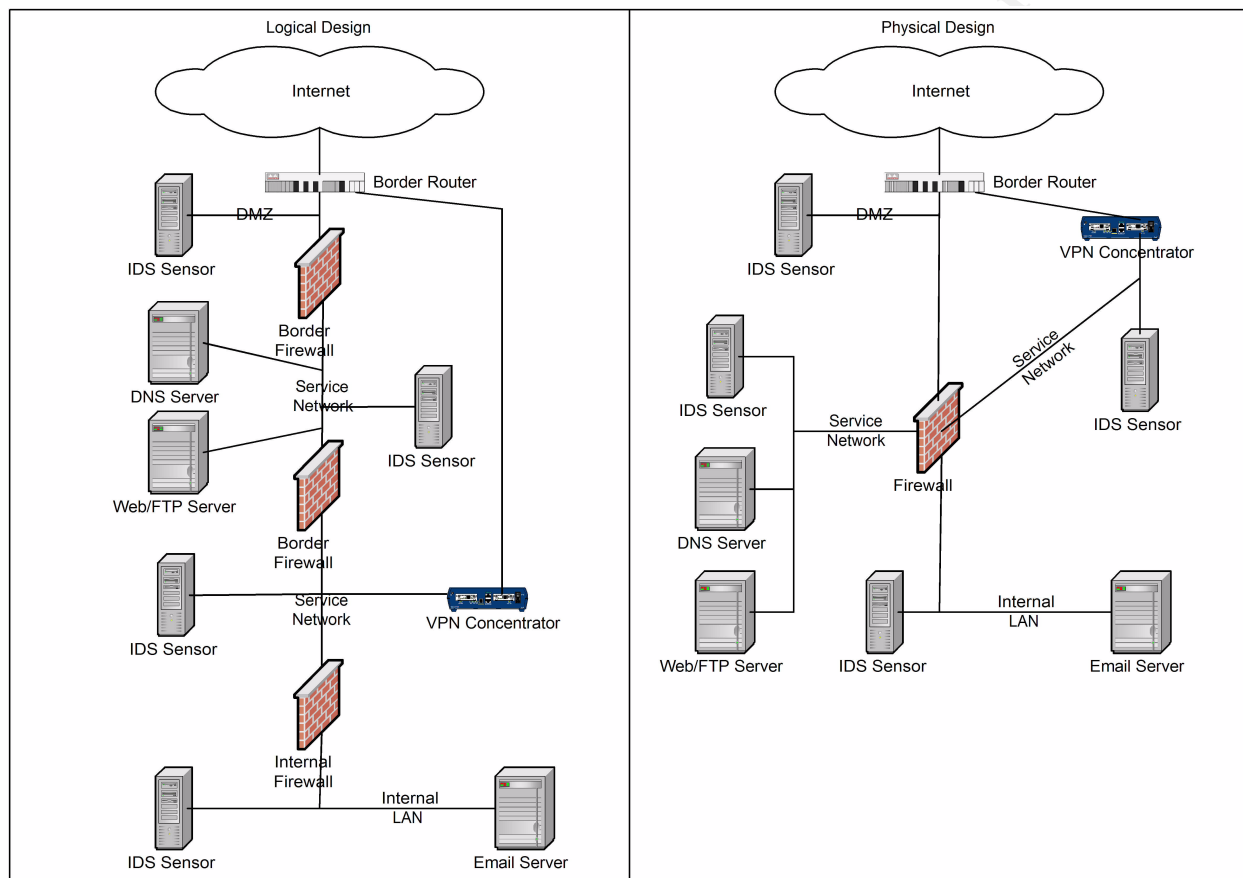 Logical Design
Internet
Border Router
DMZ
IDS Sensor
Border
Firewall
DNS Server
Service
Network
IDS Sensor
Web/FTP Server
Border
Firewall
Service
Network
VPN Concentrator
IDS Sensor
Internal
Firewall
Internal
LAN
IDS Sensor
Email Server
Physical Design
Internet
Border Router
DMZ
IDS Sensor
VPN Concentrator
Service
Network
IDS Sensor
IDS Sensor
Service
Network
Firewall
DNS Server
Internal
LAN
Web/FTP Server
IDS Sensor
Email Server